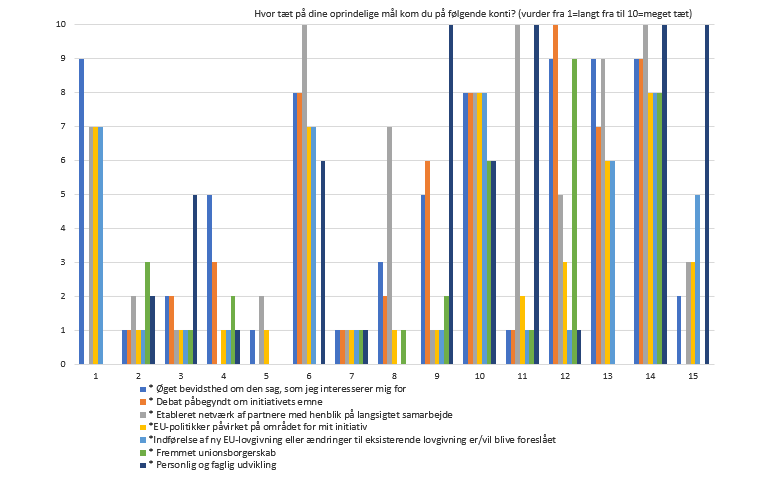 Hvor tæt på dine oprindelige mål kom du på følgende konti? (vurder fra 1=langt fra til 10=meget tæt)
10
9
8
7
6
5
4
3
2
1
0
1 2 3 4 5 6 7 8 9 10 11 12 13 14 15
* Øget bevidsthed om den sag, som jeg interesserer mig for
* Debat påbegyndt om initiativets emne
* Etableret netværk af partnere med henblik på langsigtet samarbejde
*EU-politikker påvirket på området for mit initiativ
*Indførelse af ny EU-lovgivning eller ændringer til eksisterende lovgivning er/vil blive foreslået
* Fremmet unionsborgerskab
* Personlig og faglig udvikling